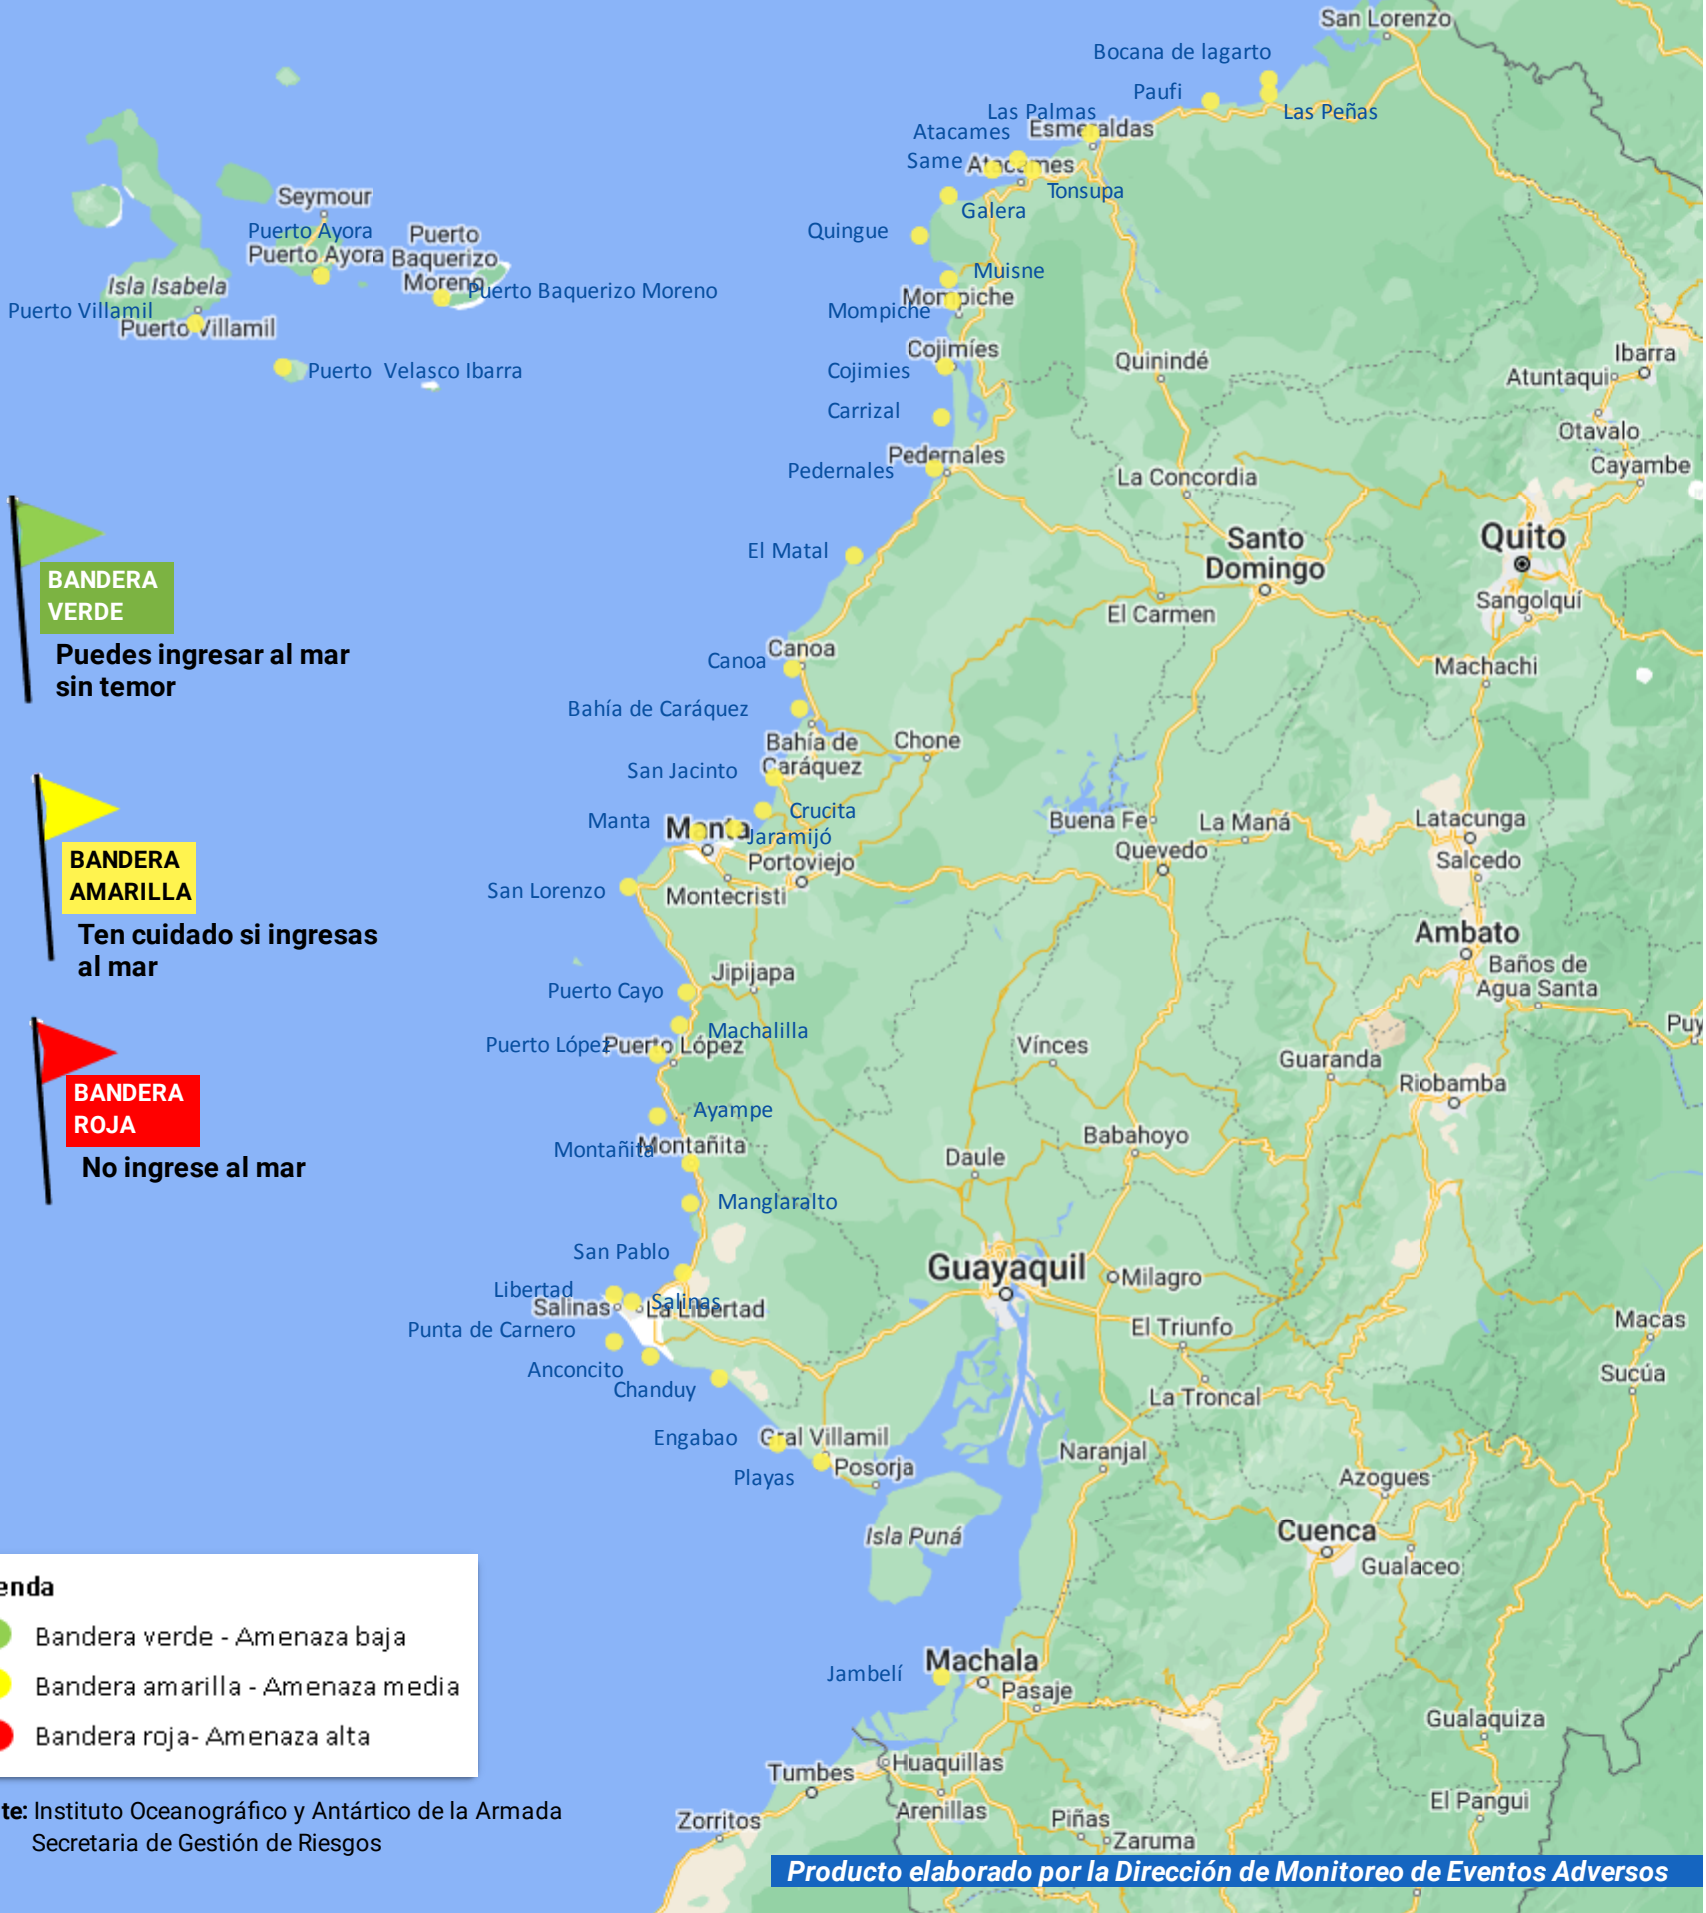 San Lorenzo
Bocana de lagarto
Paufi
Las Peñas
Las Palmas
Esmeraldas
Atacames
Same
Atacames
Tonsupa
Galera
Quingue
Muisne
Mompiche
Mompiche
Cojimíes
Cojimies
Carrizal
Pedernales
Pedernales
El Matal
Canoa
Canoa
Bahía de Caráquez
Bahía de
Caráquez
Chone
San Jacinto
Crucita
Manta
Manta
Jaramijó
Portoviejo
Montecristi
San Lorenzo
Jipijapa
Puerto Cayo
Machalilla
Puerto López
Puerto López
Ayampe
Montañita
Montañita
Manglaralto
San Pablo
Libertad
Salinas
Salinas
La Libertad
Punta de Carnero
Anconcito
Chanduy
Engabao
Gral Villamil
Playas
Posorja
Isla Puná
Jambelí
Machala
Pasaje
Huaquillas
Tumbes
Arenillas
Zorritos
Piñas
Zaruma
Seymour
Puerto Ayora
Puerto Ayora
Puerto
Baquerizo
Moreno
Puerto Baquerizo Moreno
Isla Isabela
Puerto Villamil
Puerto Villamil
Puerto Velasco Ibarra
Quinindé
Ibarra
Atuntaqui
Otavalo
Cayambe
La Concordia
Santo
Domingo
Quito
Sangolquí
El Carmen
Machachi
Buena Fe
La Maná
Latacunga
Quevedo
Salcedo
Ambato
Baños de
Agua Santa
Puy
Vínces
Guaranda
Riobamba
Babahoyo
Daule
Guayaquil
Milagro
El Triunfo
Macas
Sucúa
La Troncal
Naranjal
Azogues
Cuenca
Gualaceo
Gualaquiza
El Pangui
BANDERA
VERDE
Puedes ingresar al mar
sin temor
BANDERA
AMARILLA
Ten cuidado si ingresas
al mar
BANDERA
ROJA
No ingrese al mar
enda
Bandera verde - Amenaza baja
Bandera amarilla - Amenaza media
Bandera roja- Amenaza alta
te: Instituto Oceanográfico y Antártico de la Armada
Secretaria de Gestión de Riesgos
Producto elaborado por la Dirección de Monitoreo de Eventos Adversos